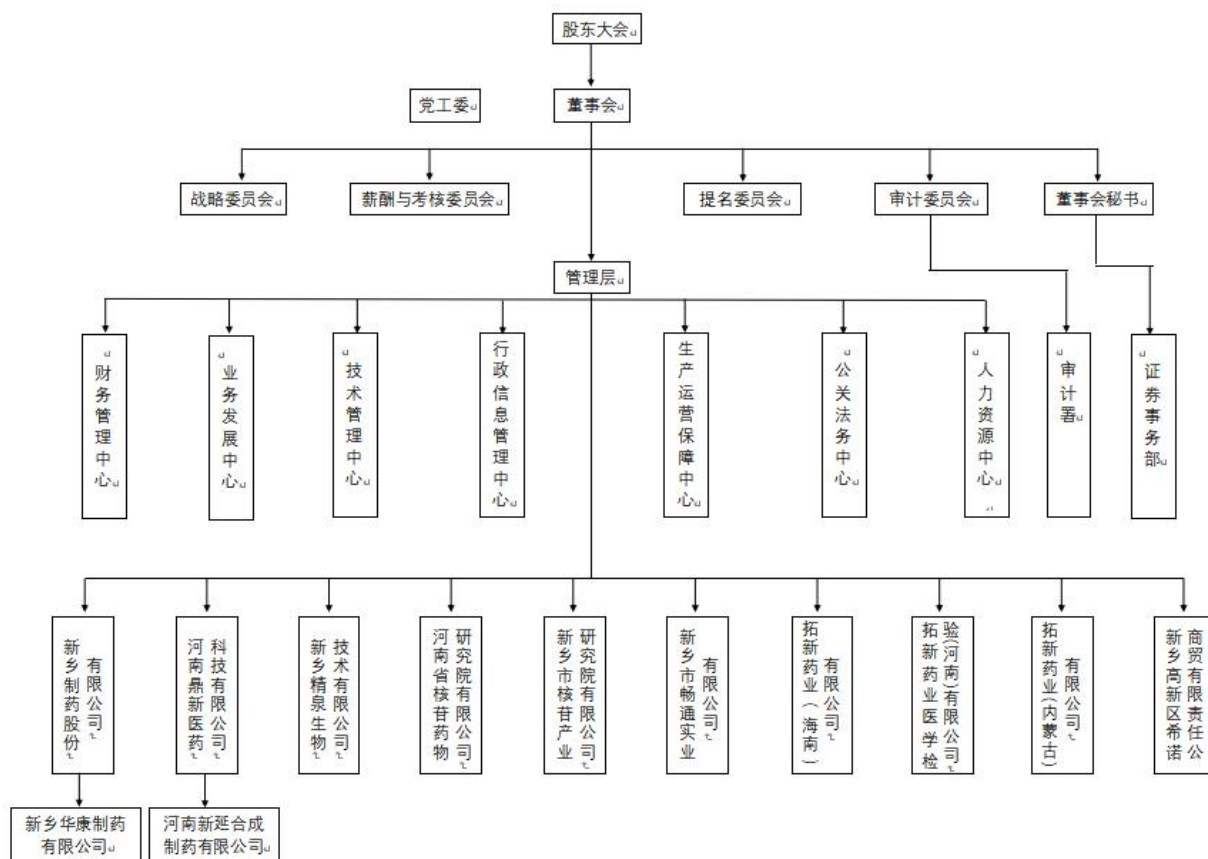 股东大会
党工委
董事会
战略委员会
薪酬与考核委员会
提名委员会
审计委员会
董事会秘书
管理层
财务管理中心
业务发展中心
技术管理中心
行政信息管理中心
生产运营保障中心
公关法务中心
人力资源中心
审计署
证券事务部
新乡制药股份
有限公司
河南鼎新医药
科技有限公司
新乡精泉生物
技术有限公司
河南省核苷药物
研究院有限公司
新乡市核苷产业
研究院有限公司
新乡市畅通实业
有限公司
拓新药业（海南）
有限公司
拓新药业医学检
验(河南)有限公司
拓新药业(内蒙古)
有限公司
新乡高新区希诺
商贸有限责任公
新乡华康制药
有限公司
河南新延合成
制药有限公司